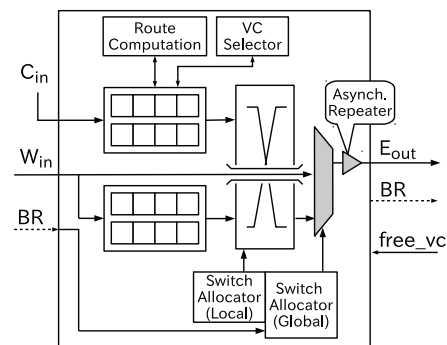 Route
Computation
VC
Selector
C_in
Asynch.
Repeater
W_in
E_out
BR
BR
free_vc
Switch
Allocator
(Local)
Switch
Allocator
(Global)